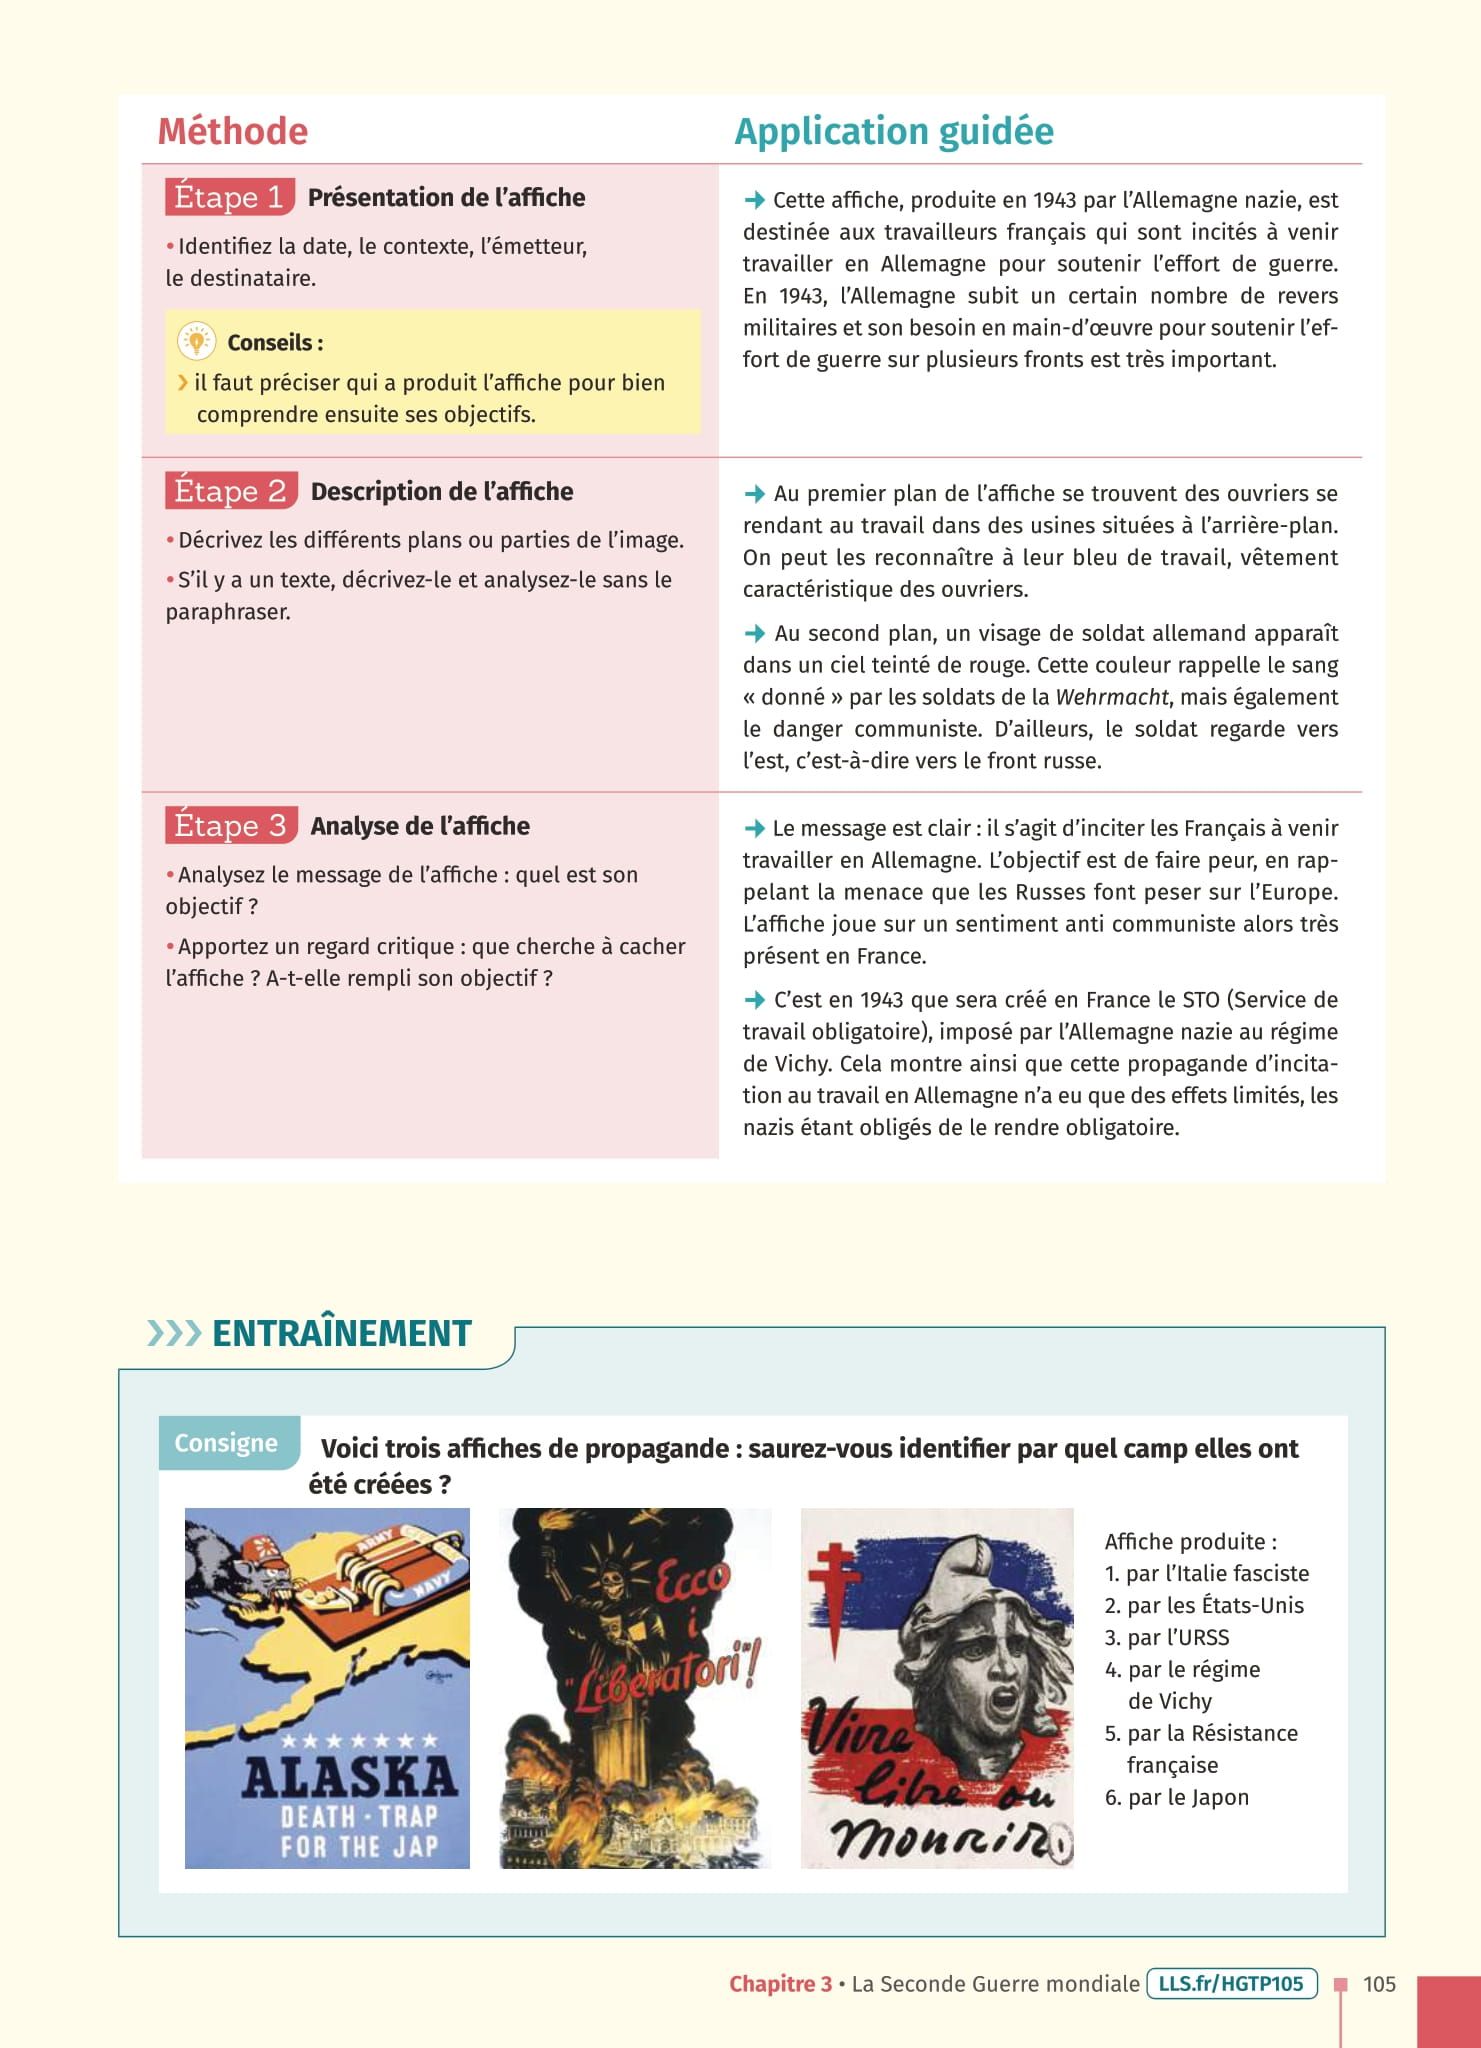 Méthode
Application guidée
Étape 1 Présentation de l’affiche
• Identifiez la date, le contexte, l’émetteur,
le destinataire.
Conseils :
› il faut préciser qui a produit l’affiche pour bien
comprendre ensuite ses objectifs.
→ Cette affiche, produite en 1943 par l’Allemagne nazie, est
destinée aux travailleurs français qui sont incités à venir
travailler en Allemagne pour soutenir l’effort de guerre.
En 1943, l’Allemagne subit un certain nombre de revers
militaires et son besoin en main-d’œuvre pour soutenir l’ef-
fort de guerre sur plusieurs fronts est très important.
Étape 2 Description de l’affiche
• Décrivez les différents plans ou parties de l’image.
• S’il y a un texte, décrivez-le et analysez-le sans le
paraphraser.
→ Au premier plan de l’affiche se trouvent des ouvriers se
rendant au travail dans des usines situées à l’arrière-plan.
On peut les reconnaître à leur bleu de travail, vêtement
caractéristique des ouvriers.
→ Au second plan, un visage de soldat allemand apparaît
dans un ciel teinté de rouge. Cette couleur rappelle le sang
« donné » par les soldats de la Wehrmacht, mais également
le danger communiste. D’ailleurs, le soldat regarde vers
l’est, c’est-à-dire vers le front russe.
Étape 3 Analyse de l’affiche
• Analysez le message de l’affiche : quel est son
objectif ?
• Apportez un regard critique : que cherche à cacher
l’affiche ? A-t-elle rempli son objectif ?
→ Le message est clair : il s’agit d’inciter les Français à venir
travailler en Allemagne. L’objectif est de faire peur, en rap-
pelant la menace que les Russes font peser sur l’Europe.
L’affiche joue sur un sentiment anti communiste alors très
présent en France.
→ C’est en 1943 que sera créé en France le STO (Service de
travail obligatoire), imposé par l’Allemagne nazie au régime
de Vichy. Cela montre ainsi que cette propagande d’incita-
tion au travail en Allemagne n’a eu que des effets limités, les
nazis étant obligés de le rendre obligatoire.
››› ENTRAÎNEMENT
Consigne
Voici trois affiches de propagande : saurez-vous identifier par quel camp elles ont
été créées ?
ARMY
NAVY
ALASKA
DEATH - TRAP
FOR THE JAP
Ecco
i
"Liberatori"!
Vivre
libre ou
mourir
Affiche produite :
1. par l’Italie fasciste
2. par les États-Unis
3. par l’URSS
4. par le régime
de Vichy
5. par la Résistance
française
6. par le Japon
Chapitre 3 • La Seconde Guerre mondiale LLS.fr/HGTP105 105